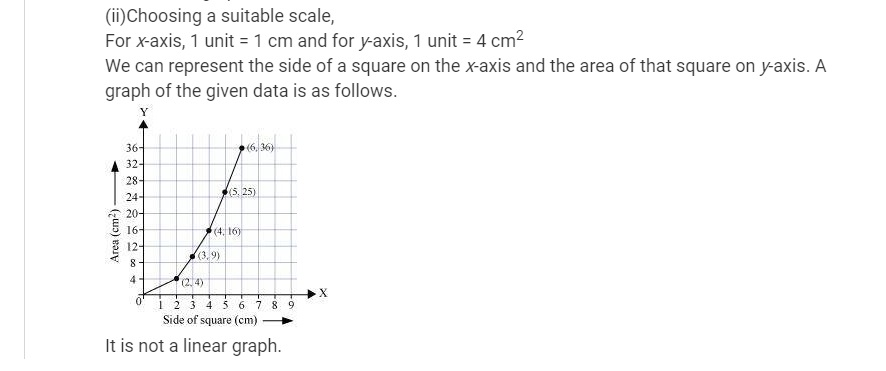 (ii)Choosing a suitable scale,
For x-axis, 1 unit = 1 cm and for y-axis, 1 unit = 4 cm²
We can represent the side of a square on the x-axis and the area of that square on y-axis. A
graph of the given data is as follows.
Y
36
(6, 36)
32
28
(5, 25)
24
20
16
(4, 16)
12
(3, 9)
8
4
(2, 4)
Area (cm²)
0 1 2 3 4 5 6 7 8 9 X
Side of square (cm)
It is not a linear graph.